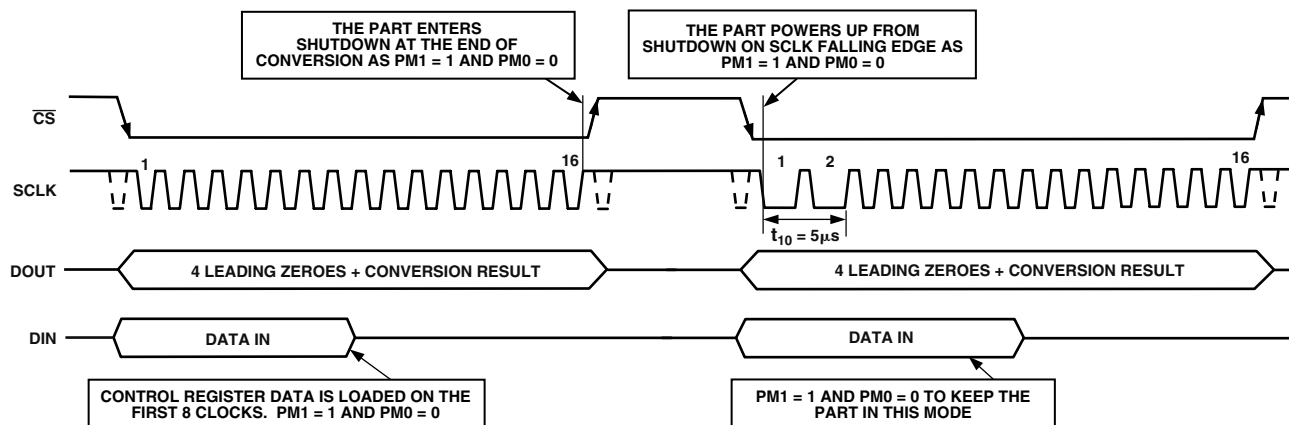 THE PART ENTERS
SHUTDOWN AT THE END OF
CONVERSION AS PM1 = 1 AND PM0 = 0
THE PART POWERS UP FROM
SHUTDOWN ON SCLK FALLING EDGE AS
PM1 = 1 AND PM0 = 0
CS
SCLK
1
16
1
2
16
t10 = 5μs
DOUT
4 LEADING ZEROES + CONVERSION RESULT
4 LEADING ZEROES + CONVERSION RESULT
DIN
DATA IN
DATA IN
CONTROL REGISTER DATA IS LOADED ON THE
FIRST 8 CLOCKS. PM1 = 1 AND PM0 = 0
PM1 = 1 AND PM0 = 0 TO KEEP THE
PART IN THIS MODE